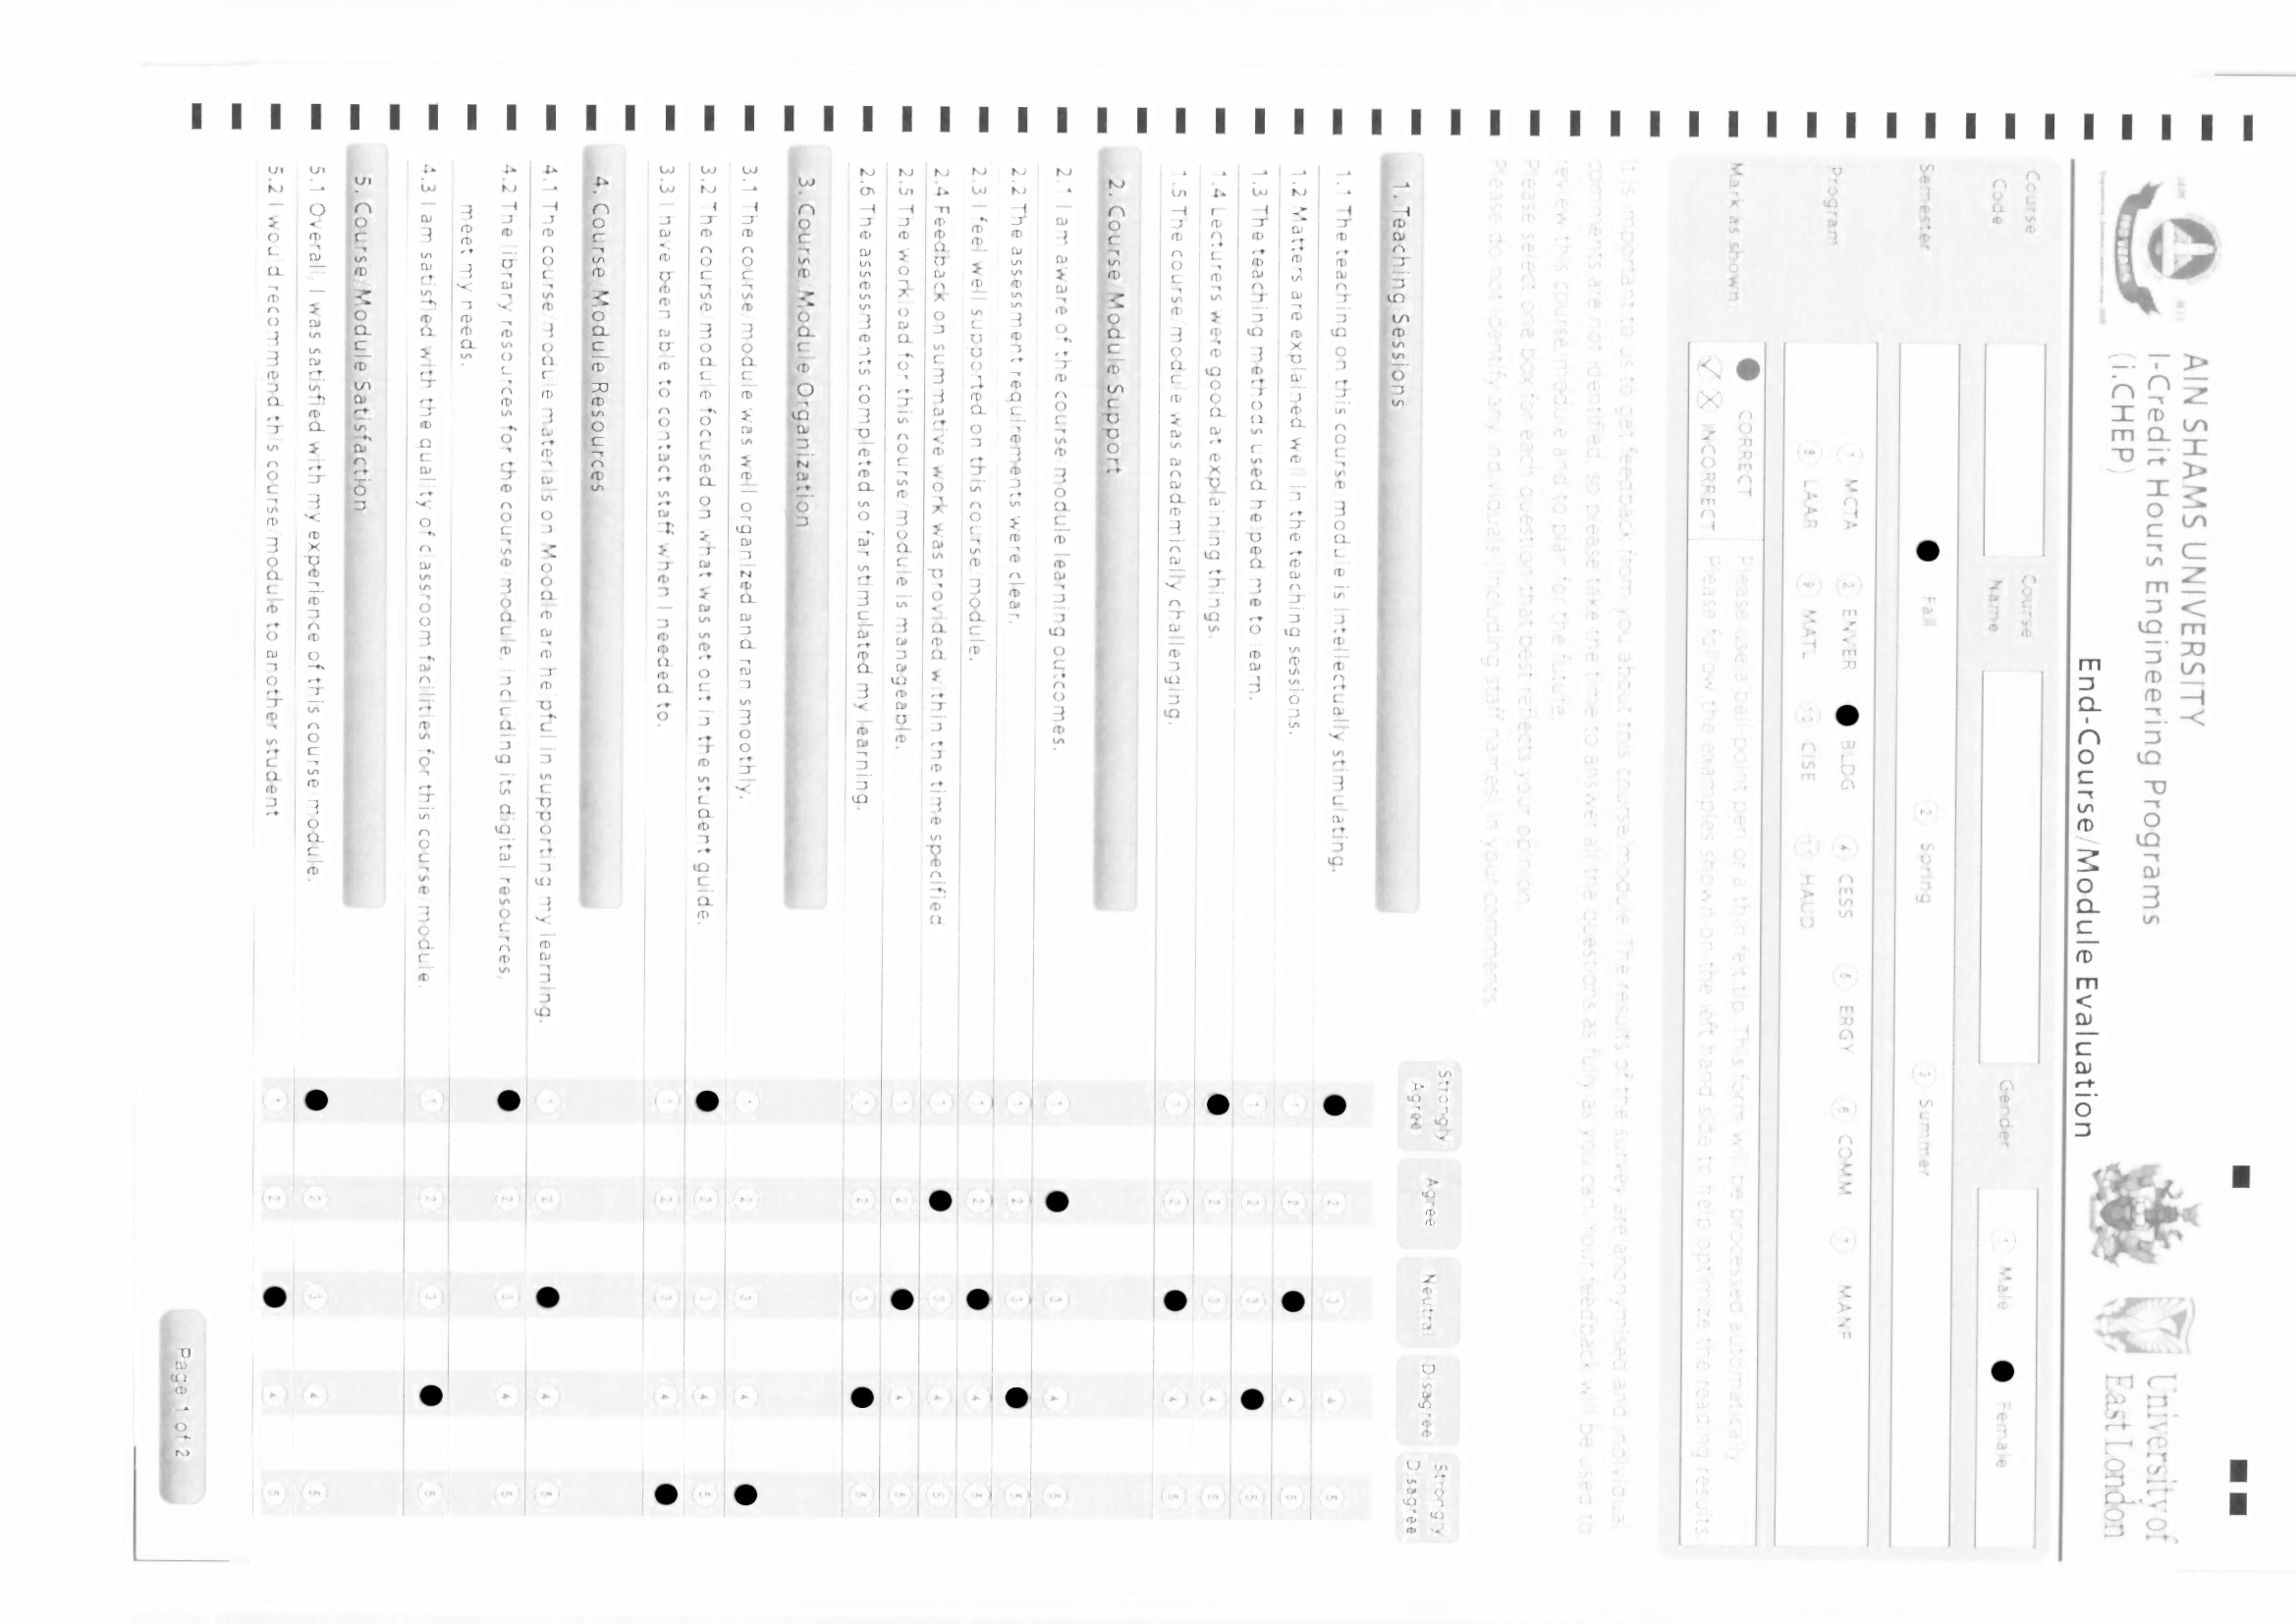 AIN SHAMS UNIVERSITY
I-Credit Hours Engineering Programs
(i.CHEP)
University of
East London
End-Course/Module Evaluation
Course
Code
Course
Name
Gender
1 Male
Female
Semester
Fall
2 Spring
3 Summer
Program
1 MCTA
2 ENVER
BLDG
4 CESS
5 ERGY
6 COMM
7 MANF
8 LAAR
9 MATL
10 CISE
11 HAUD
Mark as shown
CORRECT
INCORRECT
Please use a ball point pen or a thin felt tip. This form will be processed automatically.
Please follow the examples shown on the left hand side to help optimize the reading results.
It is important to us to get feedback from you about this course/module. The results of the survey are anonymised and individual
comments are not identified, so please take the time to answer all the questions as fully as you can. Your feedback will be used to
review this course/module and to plan for the future.
Please select one box for each question that best reflects your opinion.
Please do not identify any individuals (including staff names) in your comments.
1. Teaching Sessions
Strongly
Agree
Agree
Neutral
Disagree
Strongly
Disagree
1.1 The teaching on this course module is intellectually stimulating. 2 3 4 5
1.2 Matters are explained well in the teaching sessions. 1 2 4 5
1.3 The teaching methods used helped me to learn. 1 2 3 5
1.4 Lecturers were good at explaining things. 2 3 4 5
1.5 The course/module was academically challenging. 1 2 4 5
2. Course/Module Support
2.1 I am aware of the course module learning outcomes. 1 3 4 5
2.2 The assessment requirements were clear. 1 2 3 5
2.3 I feel well supported on this course module. 1 2 4 5
2.4 Feedback on summative work was provided within the time specified 1 3 4 5
2.5 The workload for this course/module is manageable. 1 2 4 5
2.6 The assessments completed so far stimulated my learning. 1 2 3 5
3. Course/Module Organization
3.1 The course/module was well organized and ran smoothly. 1 2 3 4
3.2 The course/module focused on what was set out in the student guide. 2 3 4 5
3.3 I have been able to contact staff when I needed to. 1 2 3 4
4. Course/Module Resources
4.1 The course/module materials on Moodle are helpful in supporting my learning. 1 2 4 5
4.2 The library resources for the course module, including its digital resources, 2 3 4 5
meet my needs.
4.3 I am satisfied with the quality of classroom facilities for this course/module. 1 2 3 5
5. Course/Module Satisfaction
5.1 Overall, I was satisfied with my experience of this course/module. 2 3 4 5
5.2 I would recommend this course/module to another student 1 2 4 5
Page 1 of 2